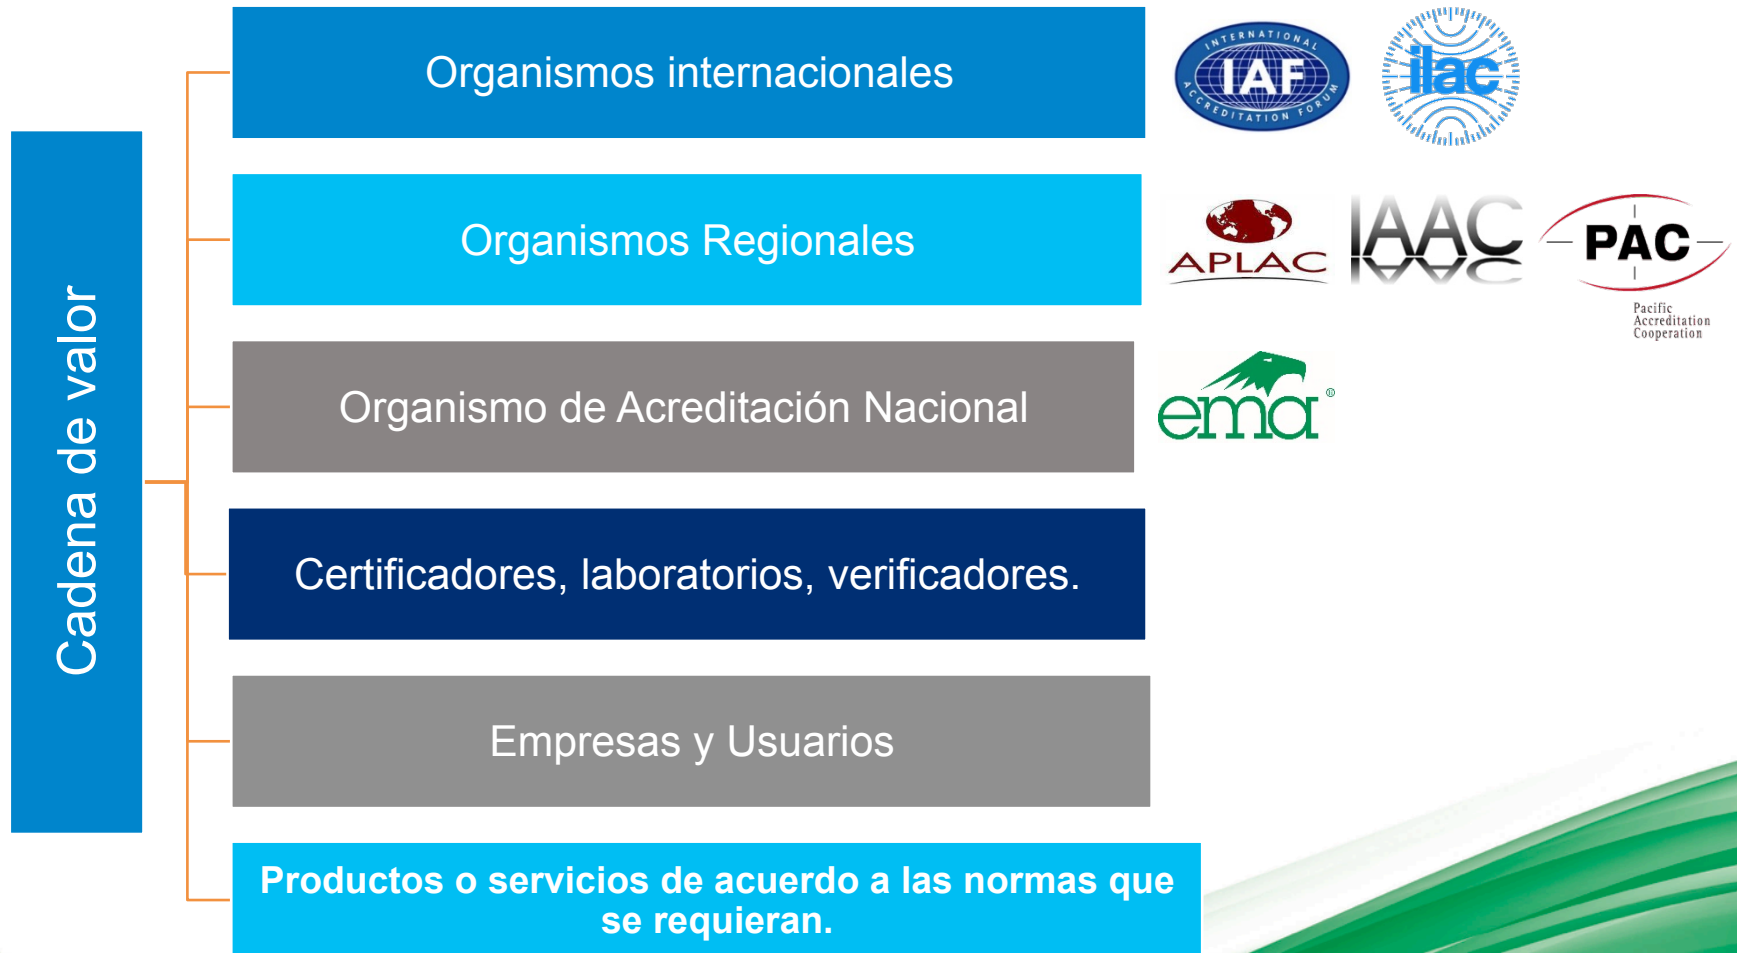 Cadena de valor
Organismos internacionales
INTERNATIONAL
IAF
ACCREDITATION FORUM
ilac
Organismos Regionales
APLAC
IAAC
PAC
Pacific
Accreditation
Cooperation
Organismo de Acreditación Nacional
ema®
Certificadores, laboratorios, verificadores.
Empresas y Usuarios
Productos o servicios de acuerdo a las normas que
se requieran.